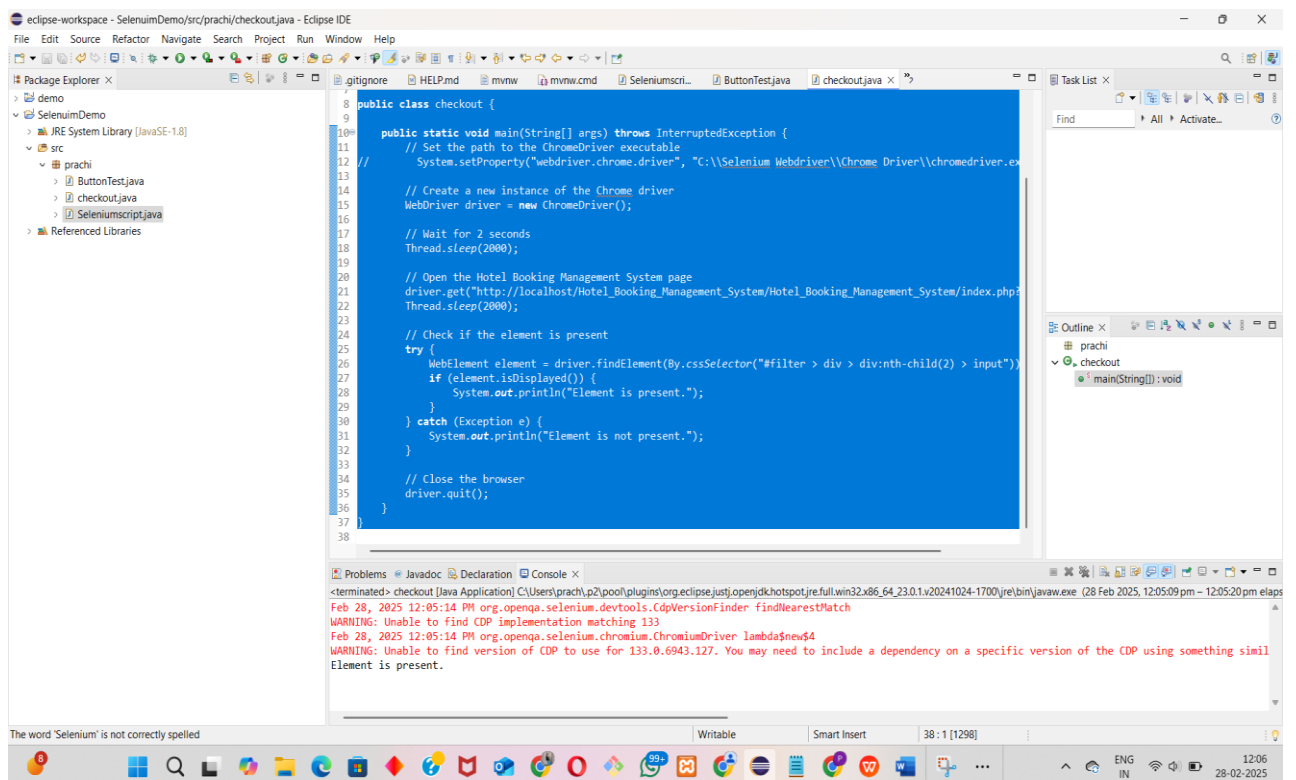 eclipse-workspace - SelenuimDemo/src/prachi/checkout.java - Eclipse IDE
File Edit Source Refactor Navigate Search Project Run Window Help
Package Explorer
demo
SelenuimDemo
JRE System Library [JavaSE-1.8]
src
prachi
ButtonTest.java
checkout.java
Seleniumscript.java
Referenced Libraries
.gitignore HELP.md mvnw mvnw.cmd Seleniumscri... ButtonTest.java checkout.java
8 public class checkout {
9
10 public static void main(String[] args) throws InterruptedException {
11 // Set the path to the ChromeDriver executable
12 // System.setProperty("webdriver.chrome.driver", "C:\\Selenium Webdriver\\Chrome Driver\\chromedriver.ex
13
14 // Create a new instance of the Chrome driver
15 WebDriver driver = new ChromeDriver();
16
17 // Wait for 2 seconds
18 Thread.sleep(2000);
19
20 // Open the Hotel Booking Management System page
21 driver.get("http://localhost/Hotel_Booking_Management_System/Hotel_Booking_Management_System/index.php?
22 Thread.sleep(2000);
23
24 // Check if the element is present
25 try {
26 WebElement element = driver.findElement(By.cssSelector("#filter > div > div:nth-child(2) > input"))
27 if (element.isDisplayed()) {
28 System.out.println("Element is present.");
29 }
30 } catch (Exception e) {
31 System.out.println("Element is not present.");
32 }
33
34 // Close the browser
35 driver.quit();
36 }
37 }
38
Task List
Find All Activate...
Outline
prachi
checkout
main(String[]) : void
Problems Javadoc Declaration Console
<terminated> checkout [Java Application] C:\Users\prach\.p2\pool\plugins\org.eclipse.justj.openjdk.hotspot.jre.full.win32.x86_64_23.0.1.v20241024-1700\jre\bin\javaw.exe (28 Feb 2025, 12:05:09 pm – 12:05:20 pm elaps
Feb 28, 2025 12:05:14 PM org.openqa.selenium.devtools.CdpVersionFinder findNearestMatch
WARNING: Unable to find CDP implementation matching 133
Feb 28, 2025 12:05:14 PM org.openqa.selenium.chromium.ChromiumDriver lambda$new$4
WARNING: Unable to find version of CDP to use for 133.0.6943.127. You may need to include a dependency on a specific version of the CDP using something simil
Element is present.
The word 'Selenium' is not correctly spelled Writable Smart Insert 38 : 1 [1298]
8 99+ ENG 12:06
IN 28-02-2025